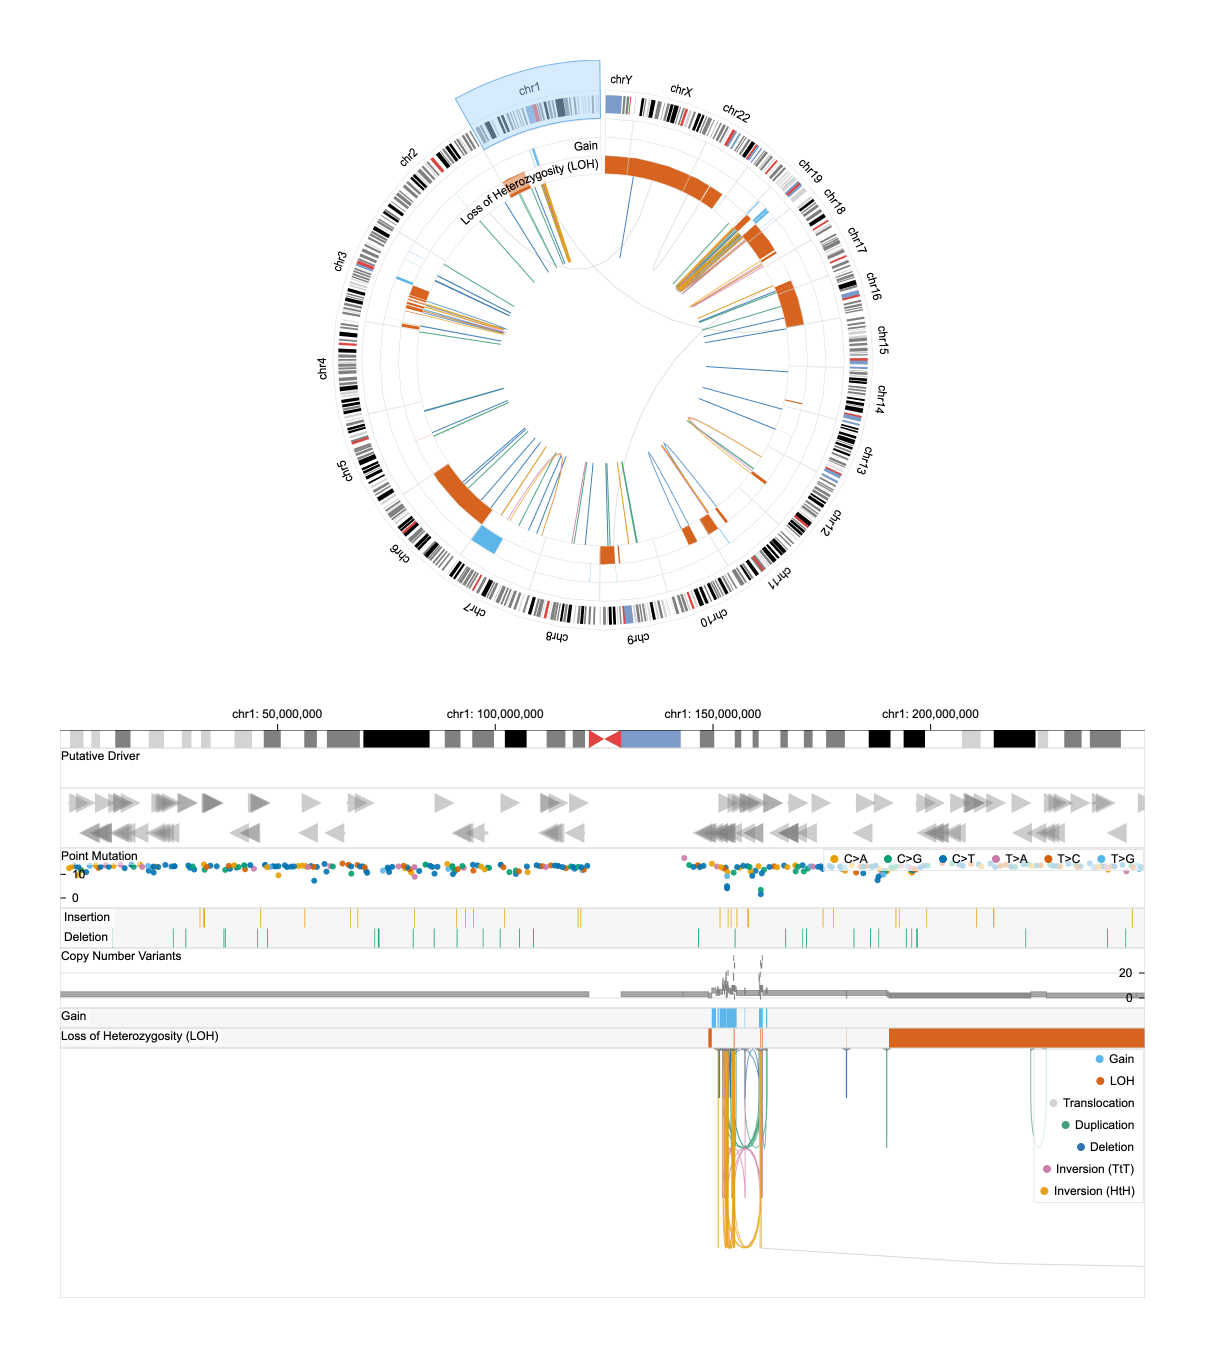 chr1
chrY
chrX
chr22
chr19
chr18
chr17
chr16
chr15
chr14
chr13
chr12
chr11
chr10
chr9
chr8
chr7
chr6
chr5
chr4
chr3
chr2
Gain
Loss of Heterozygosity (LOH)
chr1: 50,000,000 chr1: 100,000,000 chr1: 150,000,000 chr1: 200,000,000
Putative Driver
Point Mutation
C>A C>G C>T T>A T>C T>G
10
0
Insertion
Deletion
Copy Number Variants
20
0
Gain
Loss of Heterozygosity (LOH)
Gain
LOH
Translocation
Duplication
Deletion
Inversion (TtT)
Inversion (HtH)